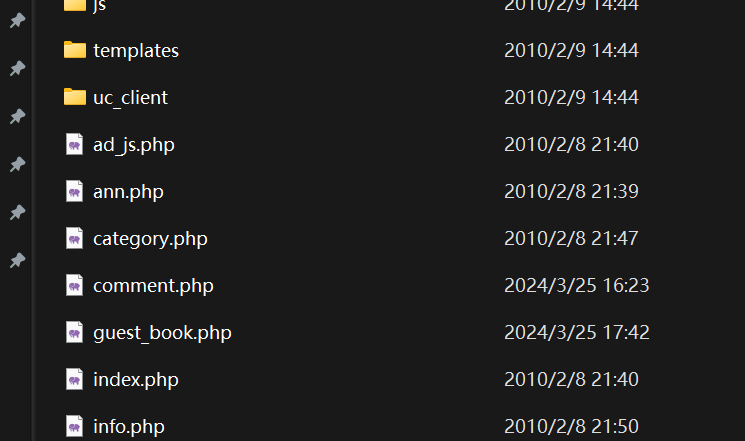 js 2010/2/9 14:44
templates 2010/2/9 14:44
uc_client 2010/2/9 14:44
ad_js.php 2010/2/8 21:40
ann.php 2010/2/8 21:39
category.php 2010/2/8 21:47
comment.php 2024/3/25 16:23
guest_book.php 2024/3/25 17:42
index.php 2010/2/8 21:40
info.php 2010/2/8 21:50